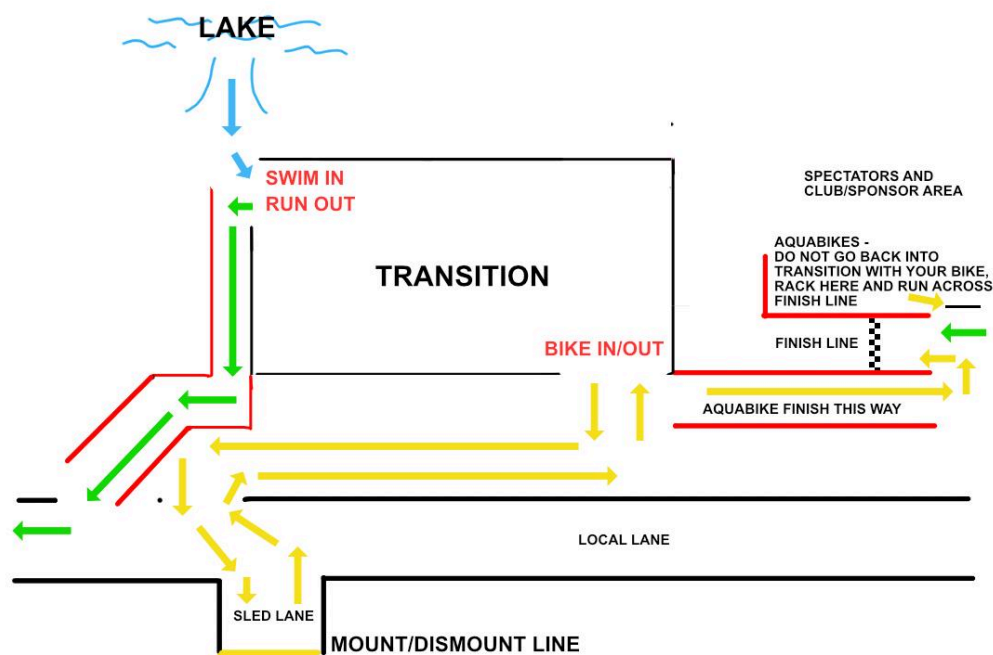 LAKE
SWIM IN
RUN OUT
SPECTATORS AND
CLUB/SPONSOR AREA
AQUABIKES -
DO NOT GO BACK INTO
TRANSITION WITH YOUR BIKE,
RACK HERE AND RUN ACROSS
FINISH LINE
TRANSITION
BIKE IN/OUT
FINISH LINE
AQUABIKE FINISH THIS WAY
LOCAL LANE
SLED LANE
MOUNT/DISMOUNT LINE